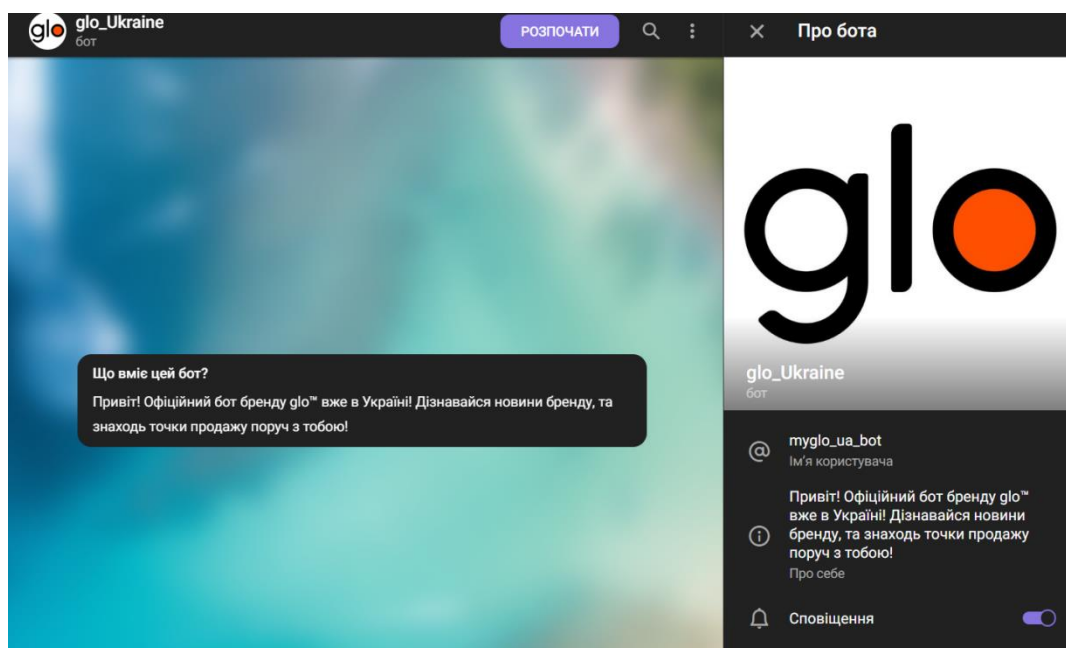 glo
glo_Ukraine
бот
РОЗПОЧАТИ
Що вміє цей бот?
Привіт! Офіційний бот бренду glo™ вже в Україні! Дізнавайся новини бренду, та
знаходь точки продажу поруч з тобою!
Про бота
glo
glo_Ukraine
бот
@
myglo_ua_bot
Ім'я користувача
Привіт! Офіційний бот бренду glo™
вже в Україні! Дізнавайся новини
бренду, та знаходь точки продажу
поруч з тобою!
Про себе
Сповіщення